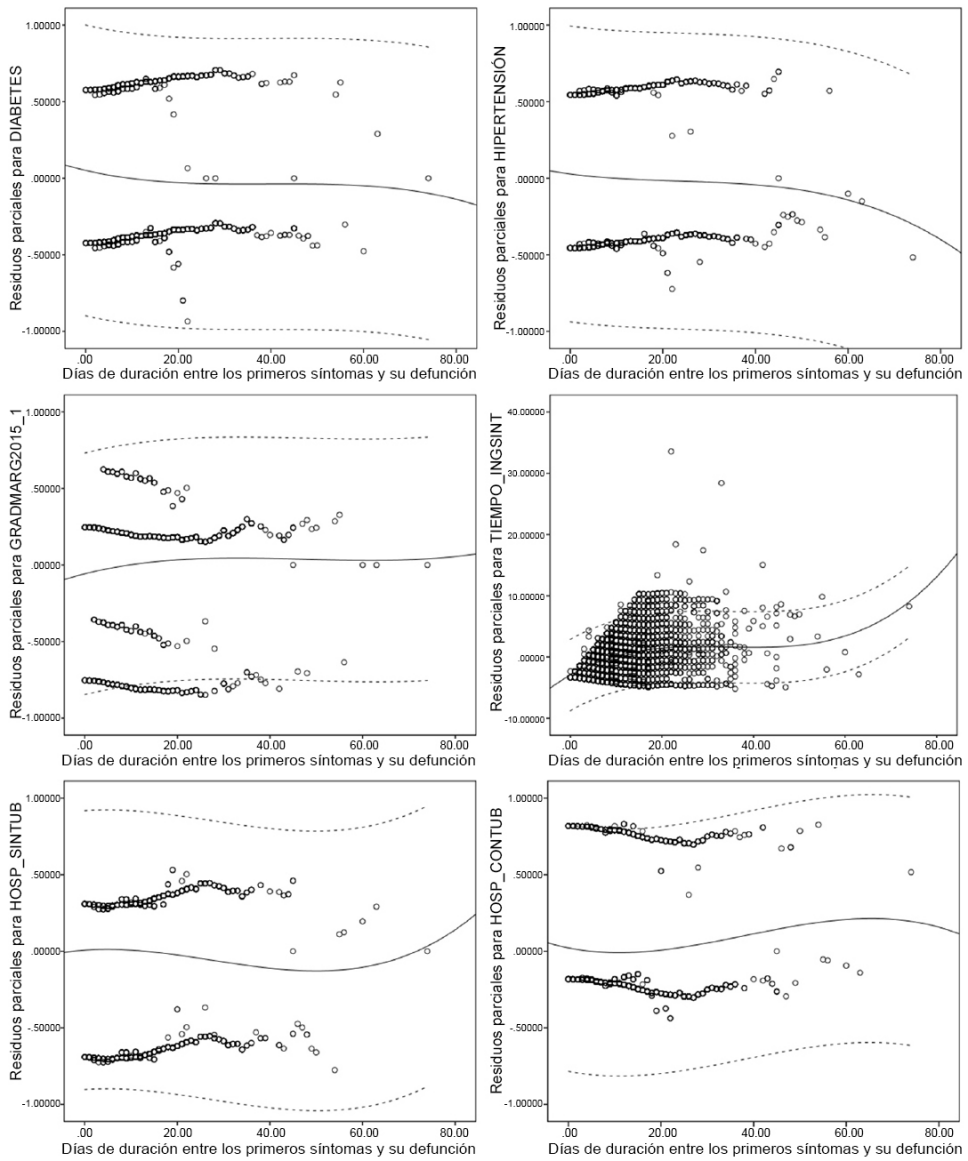 Residuos parciales para DIABETES
1.00000
.50000
.00000
-.50000
-1.00000
.00 20.00 40.00 60.00 80.00
Días de duración entre los primeros síntomas y su defunción
Residuos parciales para HIPERTENSIÓN
1.00000
.50000
.00000
-.50000
-1.00000
.00 20.00 40.00 60.00 80.00
Días de duración entre los primeros síntomas y su defunción
Residuos parciales para GRADMARG2015_1
1.00000
.50000
.00000
-.50000
-1.00000
.00 20.00 40.00 60.00 80.00
Días de duración entre los primeros síntomas y su defunción
Residuos parciales para TIEMPO_INGSINT
40.00000
30.00000
20.00000
10.00000
.00000
-10.00000
.00 20.00 40.00 60.00 80.00
Días de duración entre los primeros síntomas y su defunción
Residuos parciales para HOSP_SINTUB
1.00000
.50000
.00000
-.50000
-1.00000
.00 20.00 40.00 60.00 80.00
Días de duración entre los primeros síntomas y su defunción
Residuos parciales para HOSP_CONTUB
1.00000
.50000
.00000
-.50000
-1.00000
.00 20.00 40.00 60.00 80.00
Días de duración entre los primeros síntomas y su defunción